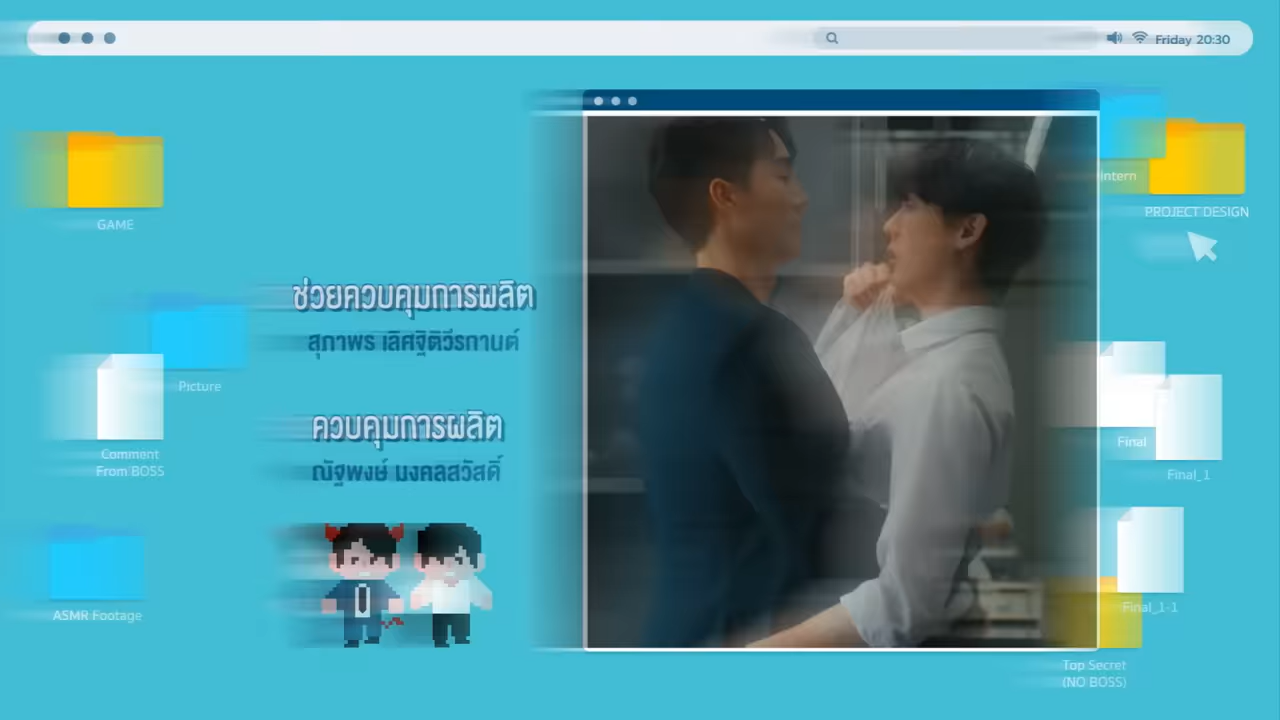 Friday 20:30
GAME
Intern
PROJECT DESIGN
ช่วยควบคุมการผลิต
สุภาพร เลิศฐิติวีรกานต์
Picture
ควบคุมการผลิต
ณัฐพงษ์ มงคลสวัสดิ์
Comment
From BOSS
Final
Final_1
ASMR Footage
Final_1-1
Top Secret
(NO BOSS)